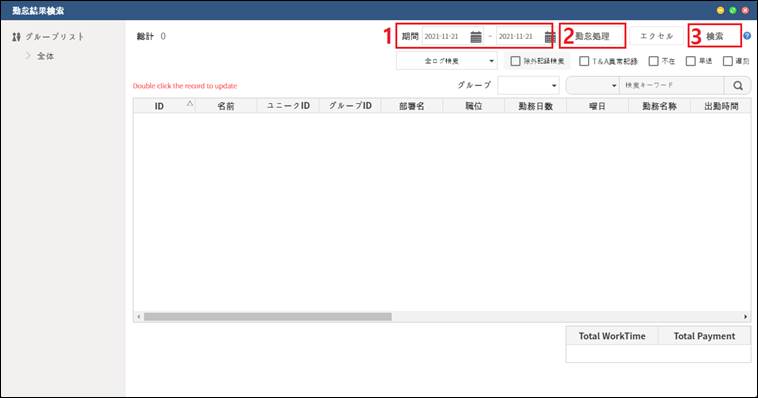 勤怠結果検索
グループリスト
全体
総計 0
1 期間 2021-11-21 ~ 2021-11-21 2 勤怠処理 エクセル 3 検索 ?
全ログ検索 除外記録検索 T&A異常記録 不在 早退 遅刻
Double click the record to update グループ 検索キーワード
ID 名前 ユニークID グループID 部署名 職位 勤務日数 曜日 勤務名称 出勤時間
Total WorkTime Total Payment